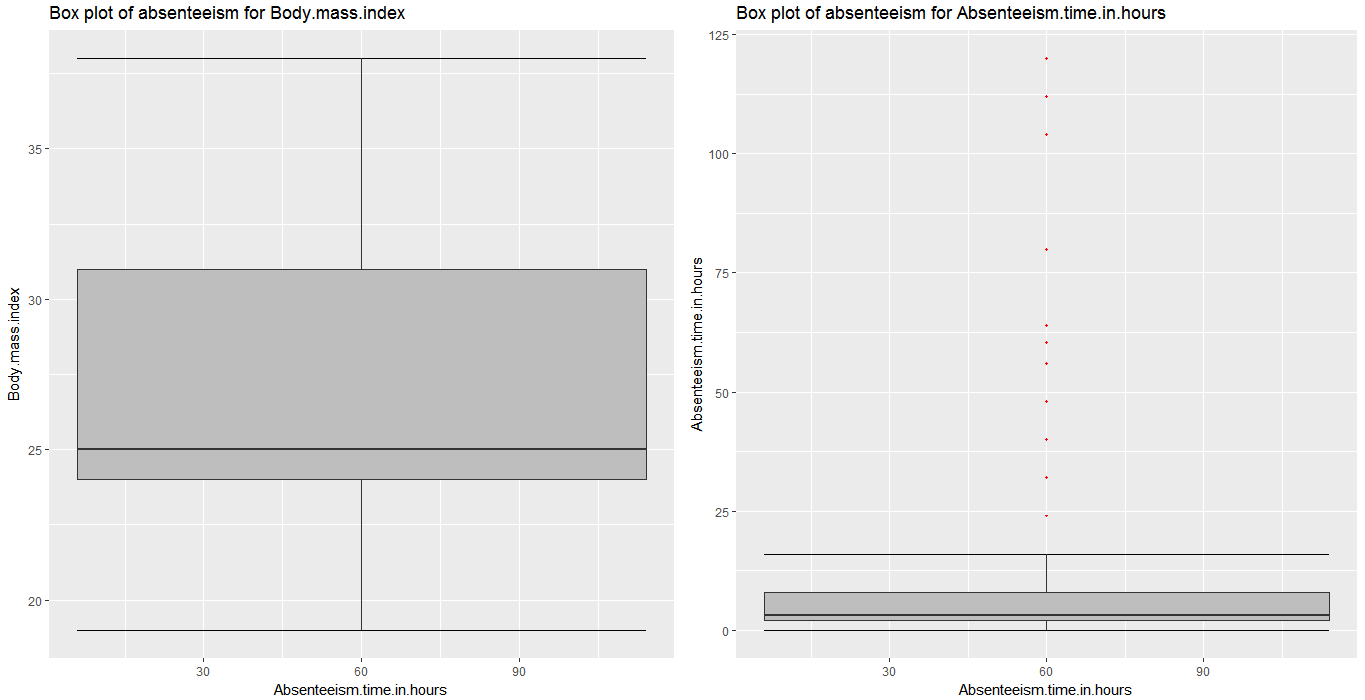 Box plot of absenteeism for Body.mass.index
Body.mass.index
35
30
25
20
30
60
90
Absenteeism.time.in.hours
Box plot of absenteeism for Absenteeism.time.in.hours
Absenteeism.time.in.hours
125
100
75
50
25
0
30
60
90
Absenteeism.time.in.hours